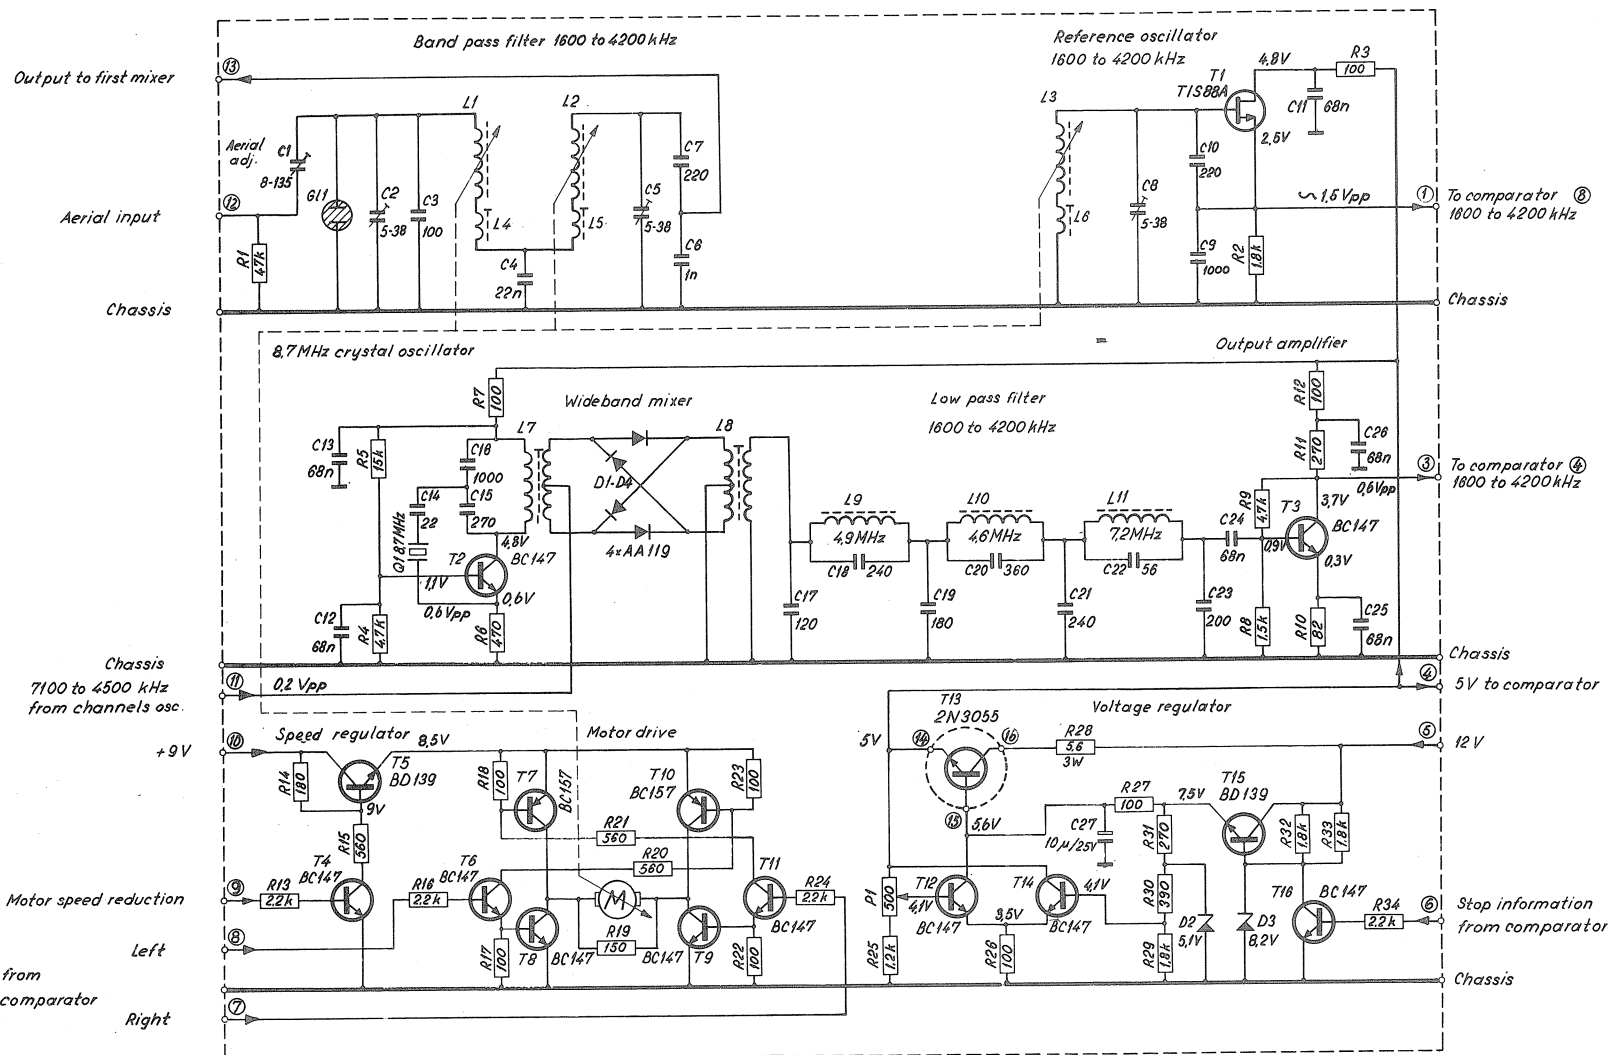 Band pass filter 1600 to 4200 kHz
Reference oscillator
1600 to 4200 kHz
Output to first mixer
13
Aerial
adj.
C1
8-135
Gl1
C2
5-38
C3
100
L1
L2
L4
L5
C4
22n
C5
5-38
C7
220
C6
1n
L3
L6
C8
5-38
C10
220
C9
1000
T1
TIS88A
4,8V
2,5V
C11
68n
R3
100
R2
1.8k
~1,5 Vpp
1
To comparator 8
1600 to 4200 kHz
Aerial input
12
R1
47k
Chassis
Chassis
8,7 MHz crystal oscillator
Wideband mixer
Low pass filter
1600 to 4200 kHz
Output amplifier
R7
100
C13
68n
R5
15k
C16
1000
C14
22
C15
270
Q1 8,7MHz
T2
BC147
4,8V
1,1V
0,6V
0,6 Vpp
C12
68n
R4
4,7k
R6
470
L7
D1-D4
4xAA119
L8
C17
120
L9
4,9MHz
C18
240
C19
180
L10
4,6MHz
C20
360
C21
240
L11
7,2MHz
C22
56
C23
200
C24
68n
R9
4,7k
0,9V
R8
1.5k
R12
100
R11
270
C26
68n
3,7V
T3
BC147
0,3V
R10
82
C25
68n
3
0,6Vpp
To comparator 4
1600 to 4200 kHz
Chassis
Chassis
7100 to 4500 kHz
from channels osc.
11
0,2 Vpp
4
5V to comparator
Speed regulator
Motor drive
Voltage regulator
+9V
10
R14
180
T5
BD139
8,5V
9V
R15
560
T4
BC147
R13
2.2k
Motor speed reduction
9
Left
8
from
comparator
Right
7
R16
2.2k
T6
BC147
R17
100
R18
100
T7
BC157
T8
BC147
R21
560
R20
560
M
R19
150
T10
BC157
R23
100
T9
BC147
T11
BC147
R22
100
R24
2.2k
5V
14
T13
2N3055
16
15
5,6V
R28
5,6
3W
5
12V
R27
100
C27
10µ/25V
7,5V
T15
BD139
R31
270
R32
1.8k
R33
1.8k
P1
500
R25
1.2k
T12
4,1V
BC147
T14
4,1V
BC147
3,5V
R26
100
R30
390
R29
1.8k
D2
5,1V
D3
8,2V
T16
BC147
R34
2.2k
6
Stop information
from comparator
Chassis